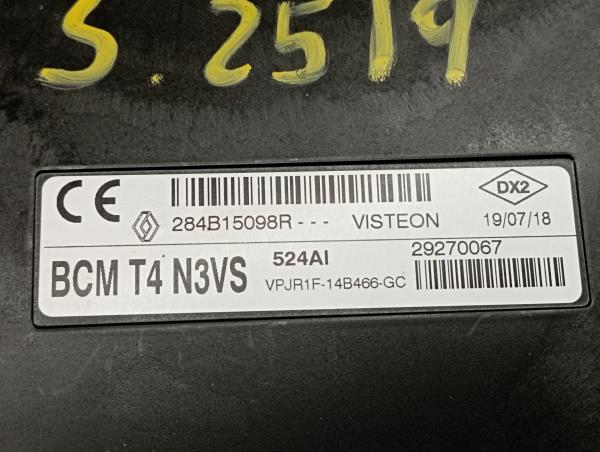 S.2519
CE DX2
284B15098R--- VISTEON 19/07/18
BCM T4 N3VS 524AI 29270067
VPJR1F-14B466-GC